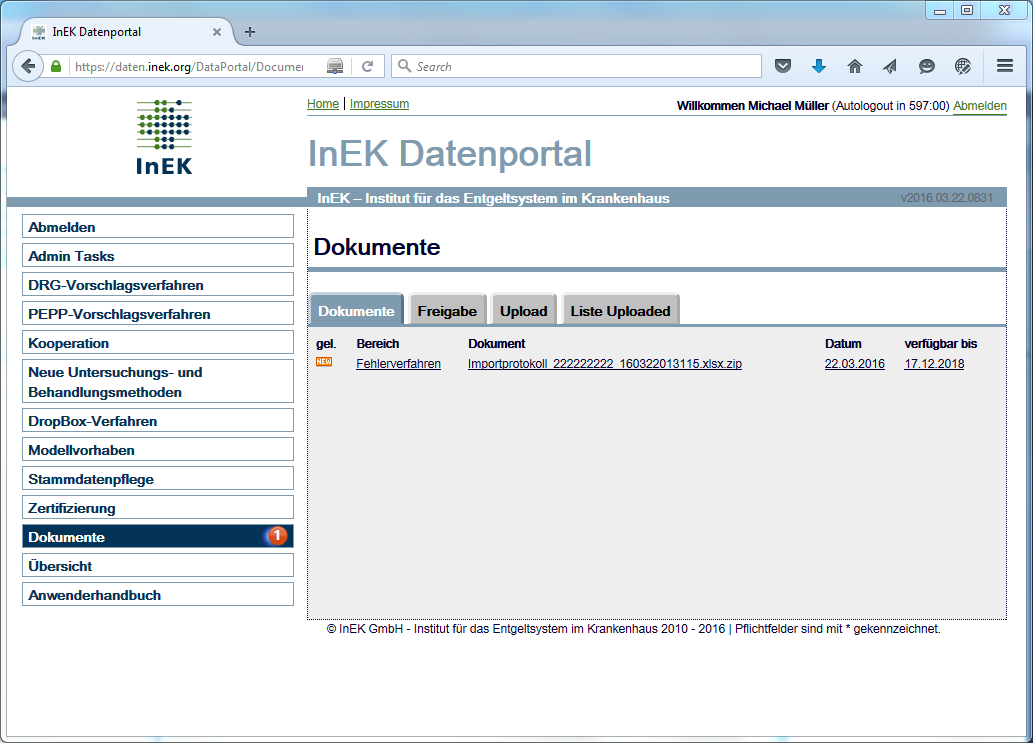 InEK Datenportal
https://daten.inek.org/DataPortal/Documer
Search
InEK
Home | Impressum
Willkommen Michael Müller (Autologout in 597:00) Abmelden
InEK Datenportal
InEK – Institut für das Entgeltsystem im Krankenhaus
v2016.03.22.0831
Abmelden
Admin Tasks
DRG-Vorschlagsverfahren
PEPP-Vorschlagsverfahren
Kooperation
Neue Untersuchungs- und
Behandlungsmethoden
DropBox-Verfahren
Modellvorhaben
Stammdatenpflege
Zertifizierung
Dokumente 1
Übersicht
Anwenderhandbuch
Dokumente
Dokumente Freigabe Upload Liste Uploaded
gel. Bereich Dokument Datum verfügbar bis
NEW Fehlerverfahren Importprotokoll_222222222_160322013115.xlsx.zip 22.03.2016 17.12.2018
© InEK GmbH - Institut für das Entgeltsystem im Krankenhaus 2010 - 2016 | Pflichtfelder sind mit * gekennzeichnet.